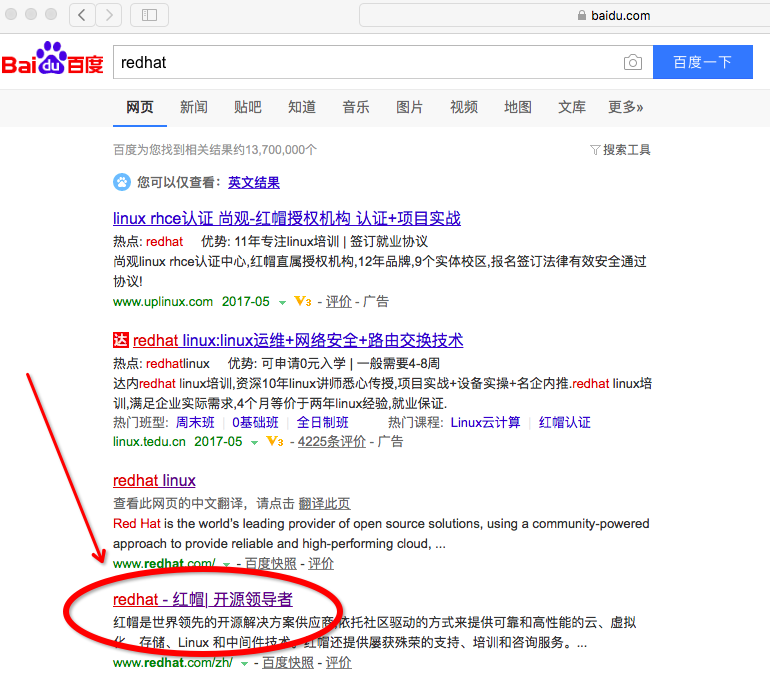 baidu.com
Bai du 百度
redhat
百度一下
网页 新闻 贴吧 知道 音乐 图片 视频 地图 文库 更多»
百度为您找到相关结果约13,700,000个 搜索工具
您可以仅查看：英文结果
linux rhce认证 尚观-红帽授权机构 认证+项目实战
热点: redhat 优势: 11年专注linux培训 | 签订就业协议
尚观linux rhce认证中心,红帽直属授权机构,12年品牌,9个实体校区,报名签订法律有效安全通过
协议!
www.uplinux.com 2017-05 V3 - 评价 - 广告
达 redhat linux:linux运维+网络安全+路由交换技术
热点: redhatlinux 优势: 可申请0元入学 | 一般需要4-8周
达内redhat linux培训,资深10年linux讲师悉心传授,项目实战+设备实操+名企内推.redhat linux培
训,满足企业实际需求,4个月等价于两年linux经验,就业保证.
热门班型: 周末班 | 0基础班 | 全日制班 热门课程: Linux云计算 | 红帽认证
linux.tedu.cn 2017-05 V3 - 4225条评价 - 广告
redhat linux
查看此网页的中文翻译，请点击 翻译此页
Red Hat is the world's leading provider of open source solutions, using a community-powered
approach to provide reliable and high-performing cloud, ...
www.redhat.com/ - 百度快照 - 评价
redhat - 红帽| 开源领导者
红帽是世界领先的开源解决方案供应商,依托社区驱动的方式来提供可靠和高性能的云、虚拟
化、存储、Linux 和中间件技术。红帽还提供屡获殊荣的支持、培训和咨询服务。...
www.redhat.com/zh/ - 百度快照 - 评价